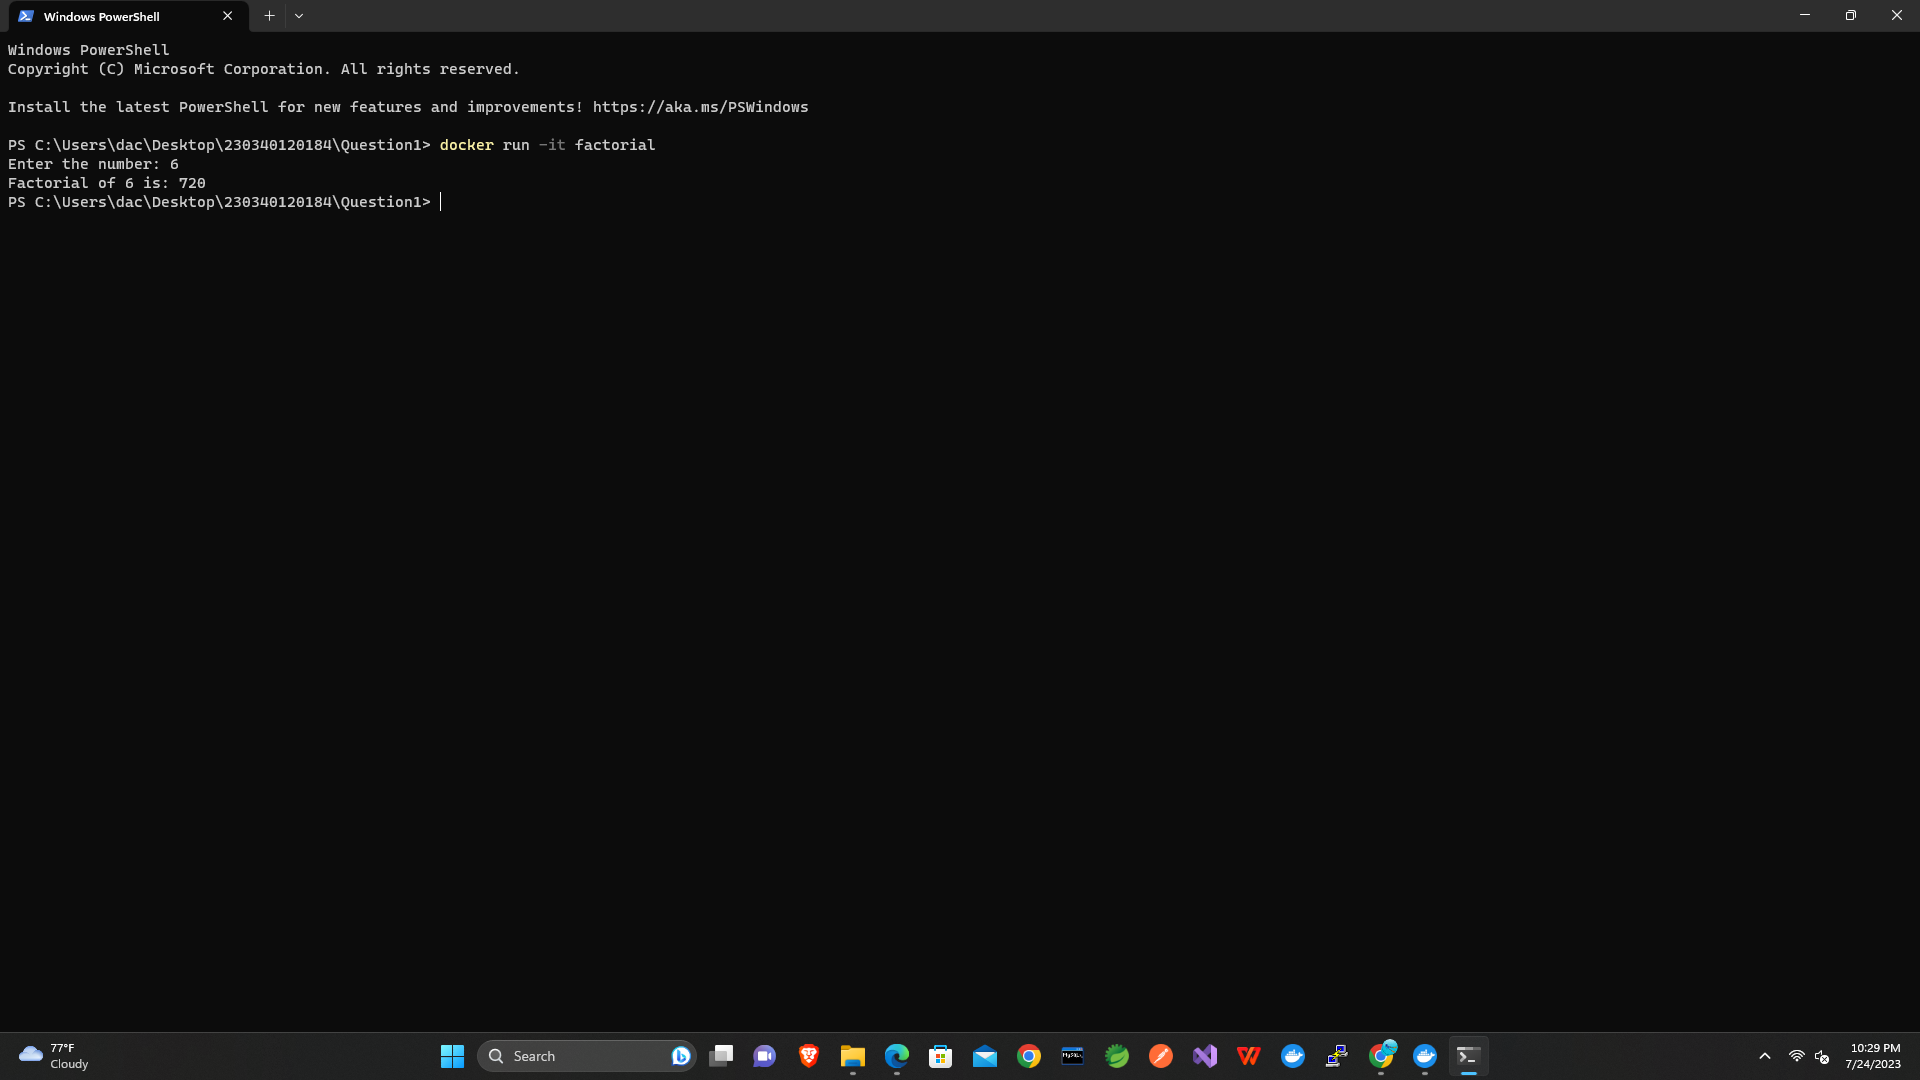 Windows PowerShell
Windows PowerShell
Copyright (C) Microsoft Corporation. All rights reserved.
Install the latest PowerShell for new features and improvements! https://aka.ms/PSWindows
PS C:\Users\dac\Desktop\230340120184\Question1> docker run -it factorial
Enter the number: 6
Factorial of 6 is: 720
PS C:\Users\dac\Desktop\230340120184\Question1>
77°F
Cloudy
Search
MySQL
10:29 PM
7/24/2023